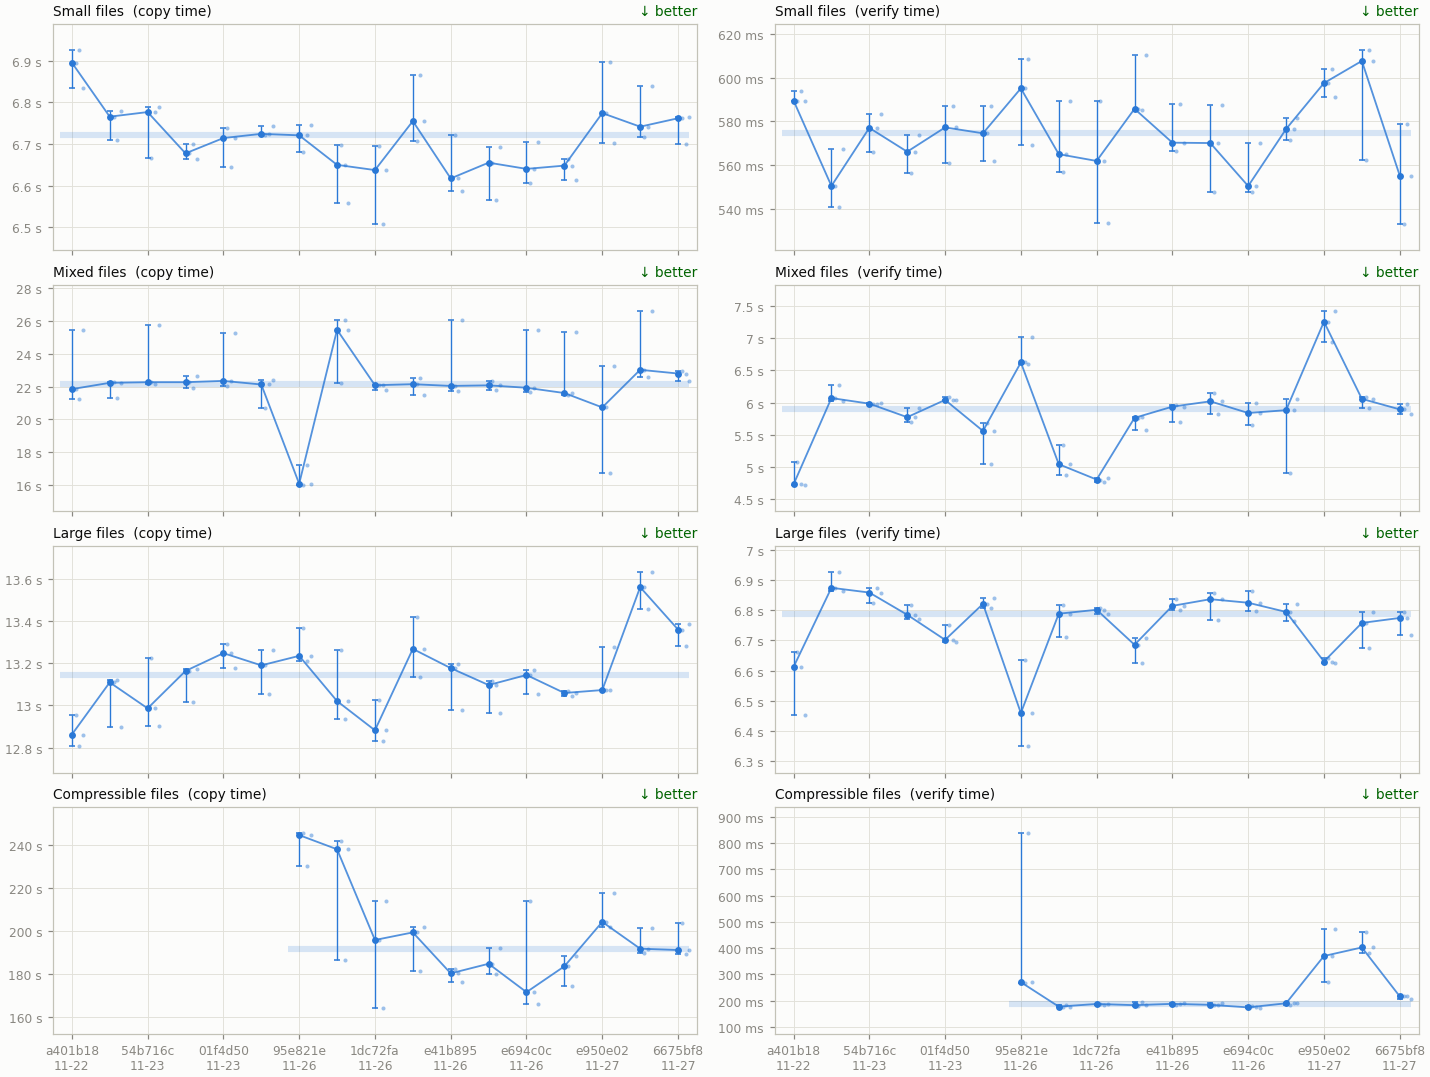 Small files  (copy time)
↓ better
6.9 s
6.8 s
6.7 s
6.6 s
6.5 s
Small files  (verify time)
↓ better
620 ms
600 ms
580 ms
560 ms
540 ms
Mixed files  (copy time)
↓ better
28 s
26 s
24 s
22 s
20 s
18 s
16 s
Mixed files  (verify time)
↓ better
7.5 s
7 s
6.5 s
6 s
5.5 s
5 s
4.5 s
Large files  (copy time)
↓ better
13.6 s
13.4 s
13.2 s
13 s
12.8 s
Large files  (verify time)
↓ better
7 s
6.9 s
6.8 s
6.7 s
6.6 s
6.5 s
6.4 s
6.3 s
Compressible files  (copy time)
↓ better
240 s
220 s
200 s
180 s
160 s
a401b18 54b716c 01f4d50 95e821e 1dc72fa e41b895 e694c0c e950e02 6675bf8
11-22 11-23 11-23 11-26 11-26 11-26 11-26 11-27 11-27
Compressible files  (verify time)
↓ better
900 ms
800 ms
700 ms
600 ms
500 ms
400 ms
300 ms
200 ms
100 ms
a401b18 54b716c 01f4d50 95e821e 1dc72fa e41b895 e694c0c e950e02 6675bf8
11-22 11-23 11-23 11-26 11-26 11-26 11-26 11-27 11-27